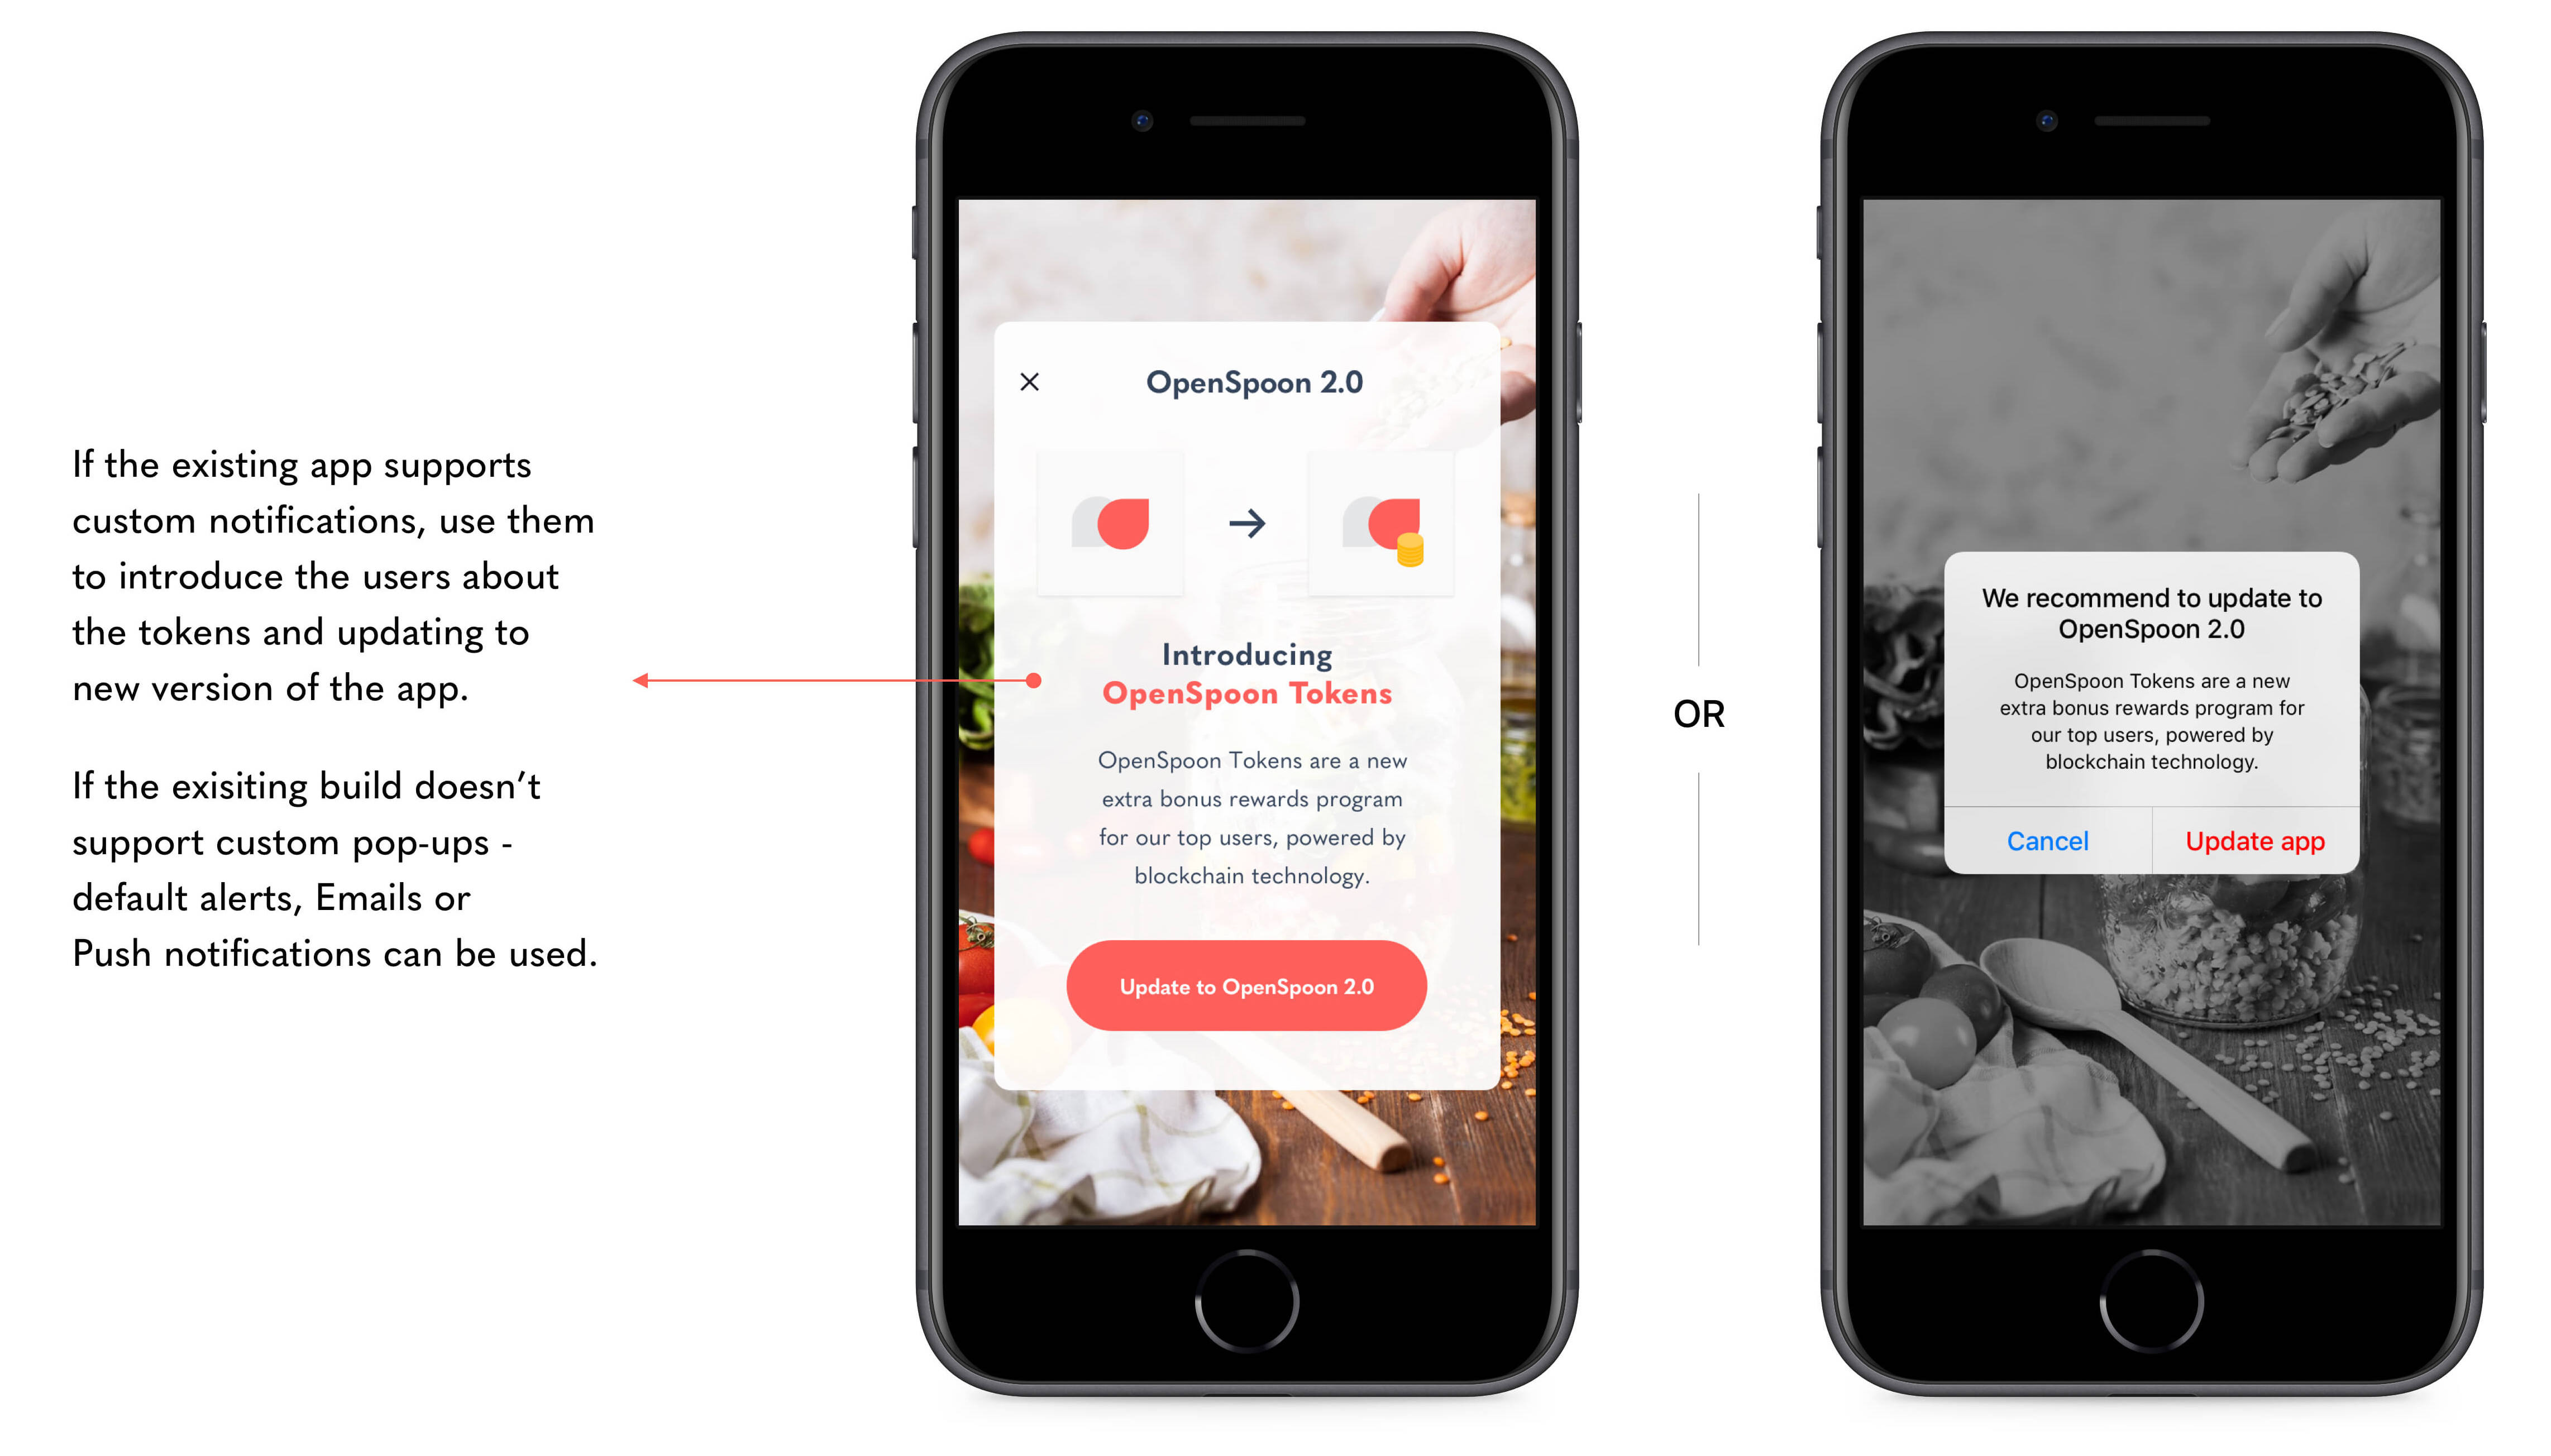 If the existing app supports
custom notifications, use them
to introduce the users about
the tokens and updating to
new version of the app.
If the exisiting build doesn’t
support custom pop-ups -
default alerts, Emails or
Push notifications can be used.
OpenSpoon 2.0
Introducing
OpenSpoon Tokens
OpenSpoon Tokens are a new
extra bonus rewards program
for our top users, powered by
blockchain technology.
Update to OpenSpoon 2.0
OR
We recommend to update to
OpenSpoon 2.0
OpenSpoon Tokens are a new
extra bonus rewards program for
our top users, powered by
blockchain technology.
Cancel
Update app